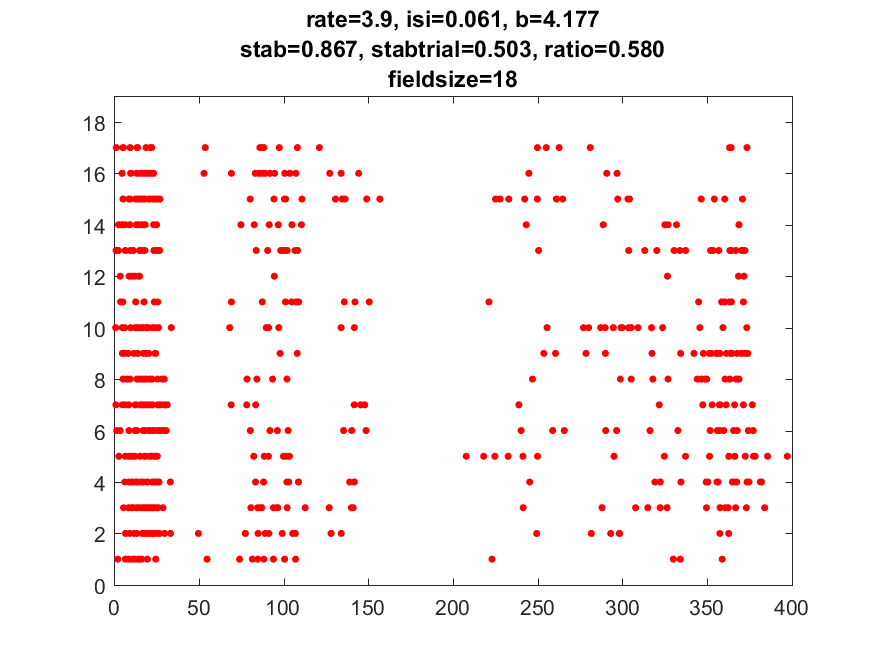 rate=3.9, isi=0.061, b=4.177
stab=0.867, stabtrial=0.503, ratio=0.580
fieldsize=18
18
16
14
12
10
8
6
4
2
0
0 50 100 150 200 250 300 350 400